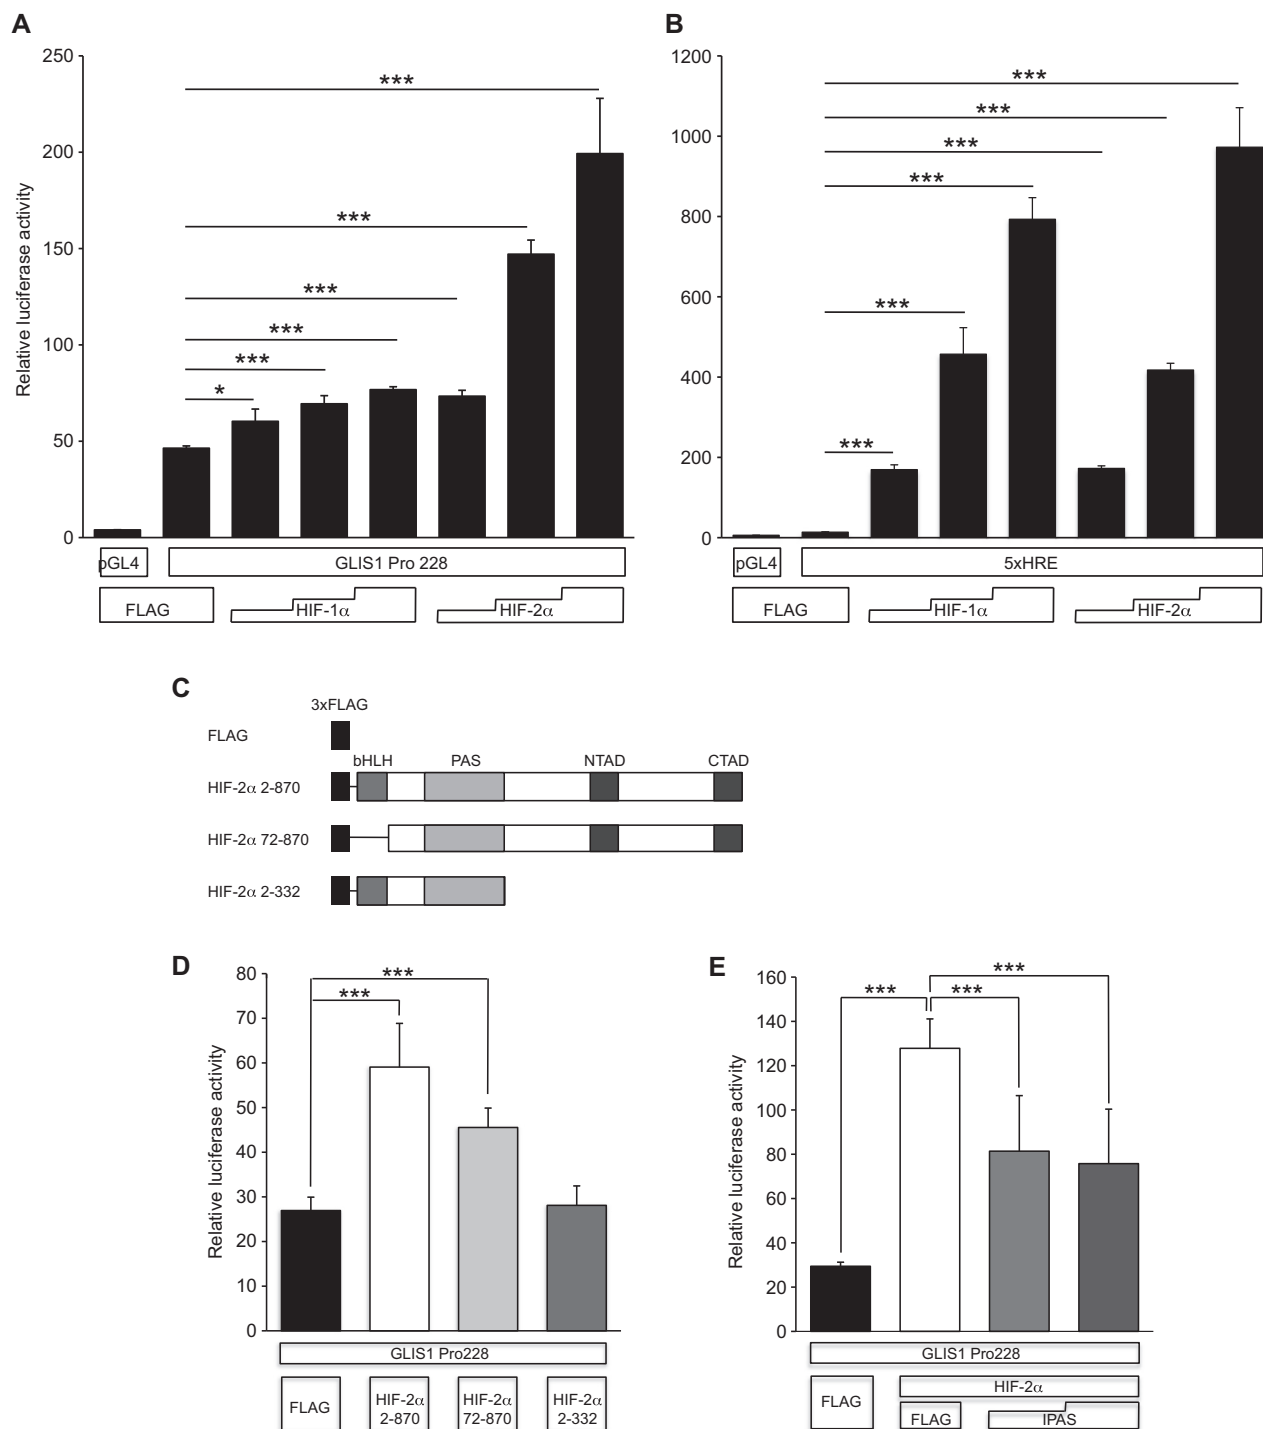 A
B
250
200
150
100
50
0
Relative luciferase activity
***
***
***
***
***
*
pGL4
GLIS1 Pro 228
FLAG
HIF-1α
HIF-2α
1200
1000
800
600
400
200
0
***
***
***
***
***
***
pGL4
5xHRE
FLAG
HIF-1α
HIF-2α
C
3xFLAG
FLAG
bHLH PAS NTAD CTAD
HIF-2α 2-870
HIF-2α 72-870
HIF-2α 2-332
D
80
70
60
50
40
30
20
10
0
Relative luciferase activity
***
***
GLIS1 Pro228
FLAG
HIF-2α
2-870
HIF-2α
72-870
HIF-2α
2-332
E
160
140
120
100
80
60
40
20
0
Relative luciferase activity
***
***
***
GLIS1 Pro228
FLAG
HIF-2α
FLAG
IPAS